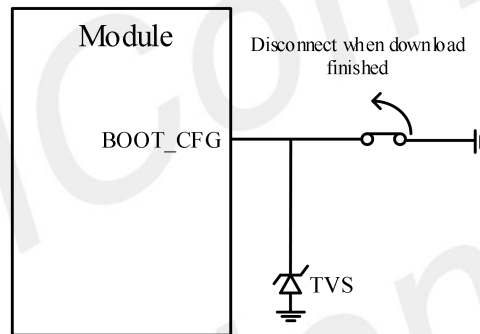 Module
Disconnect when download
finished
BOOT_CFG
TVS